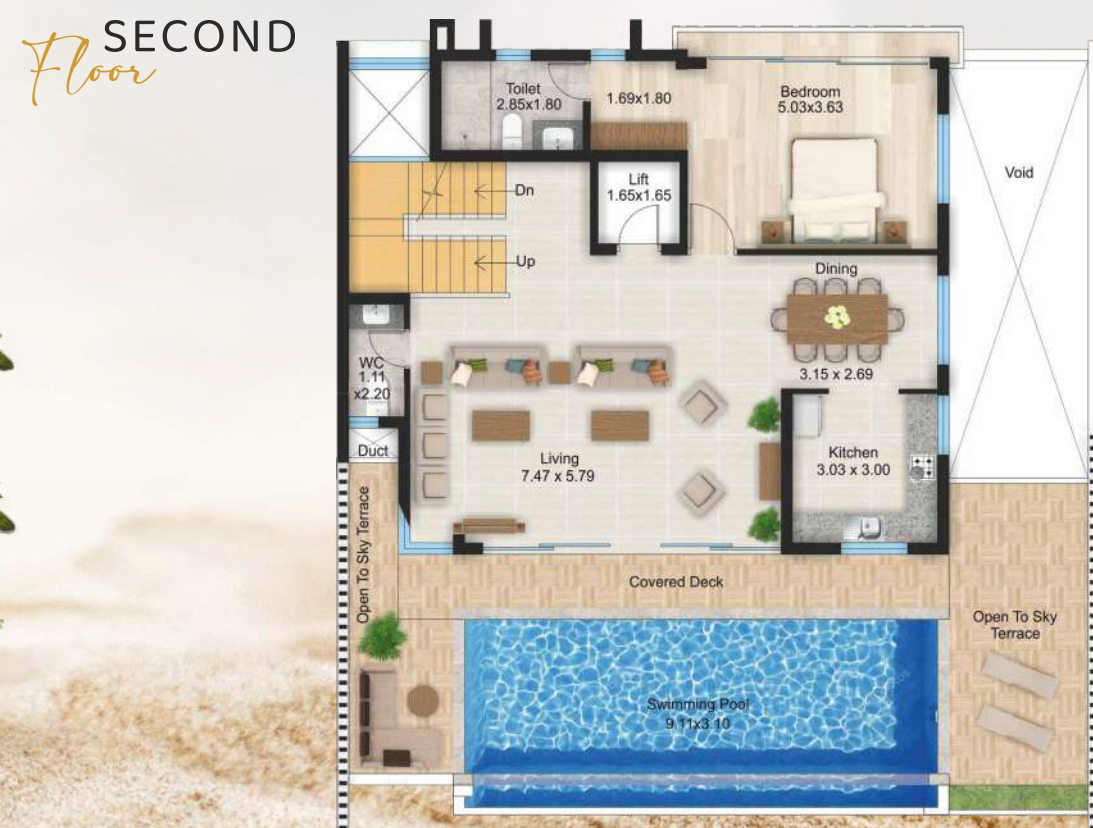 SECOND
Floor
Toilet
2.85x1.80
1.69x1.80
Bedroom
5.03x3.63
Void
Lift
1.65x1.65
Dn
Up
Dining
3.15 x 2.69
WC
1.11
x2.20
Duct
Living
7.47 x 5.79
Kitchen
3.03 x 3.00
Open To Sky Terrace
Covered Deck
Open To Sky
Terrace
Swimming Pool
9.11x3.10